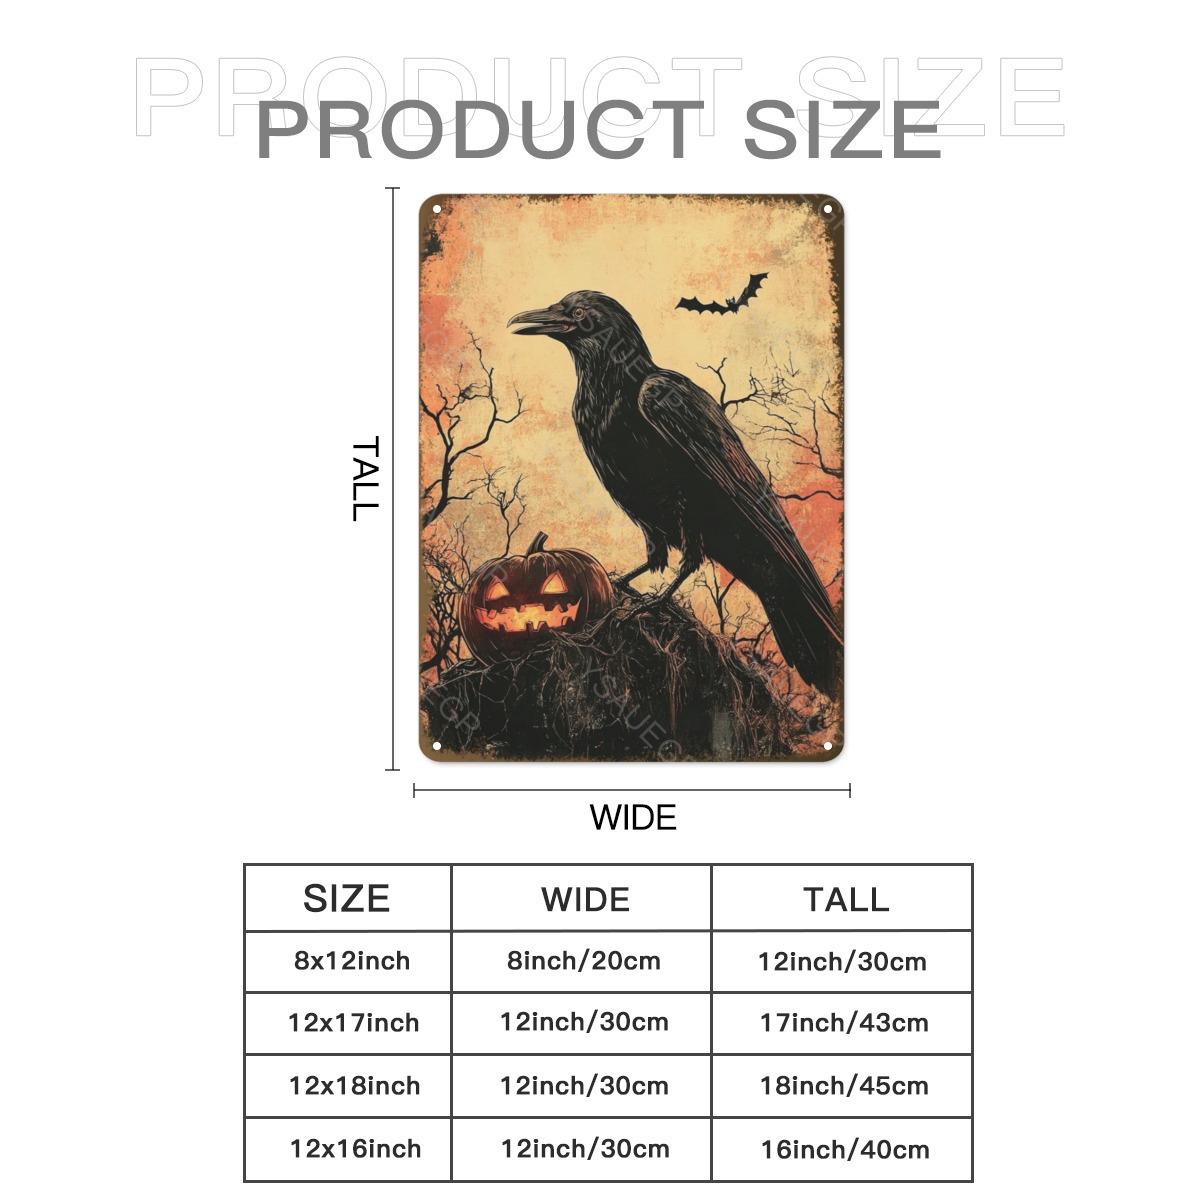 PRODUCT SIZE
PRODUCT SIZE
TALL
WIDE
SIZE WIDE TALL
8x12inch 8inch/20cm 12inch/30cm
12x17inch 12inch/30cm 17inch/43cm
12x18inch 12inch/30cm 18inch/45cm
12x16inch 12inch/30cm 16inch/40cm